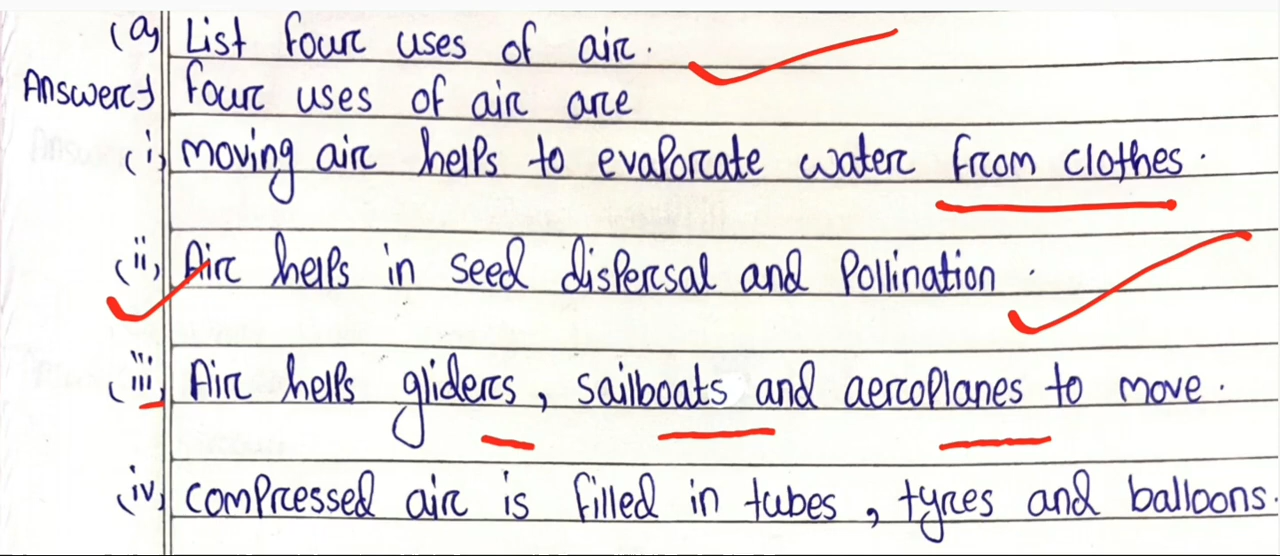 (a) List four uses of air.
Answer→ four uses of air are
(i) moving air helps to evaporate water from clothes.
(ii) Air helps in seed dispersal and Pollination.
(iii) Air helps gliders, sailboats and aeroplanes to move.
(iv) compressed air is filled in tubes, tyres and balloons.